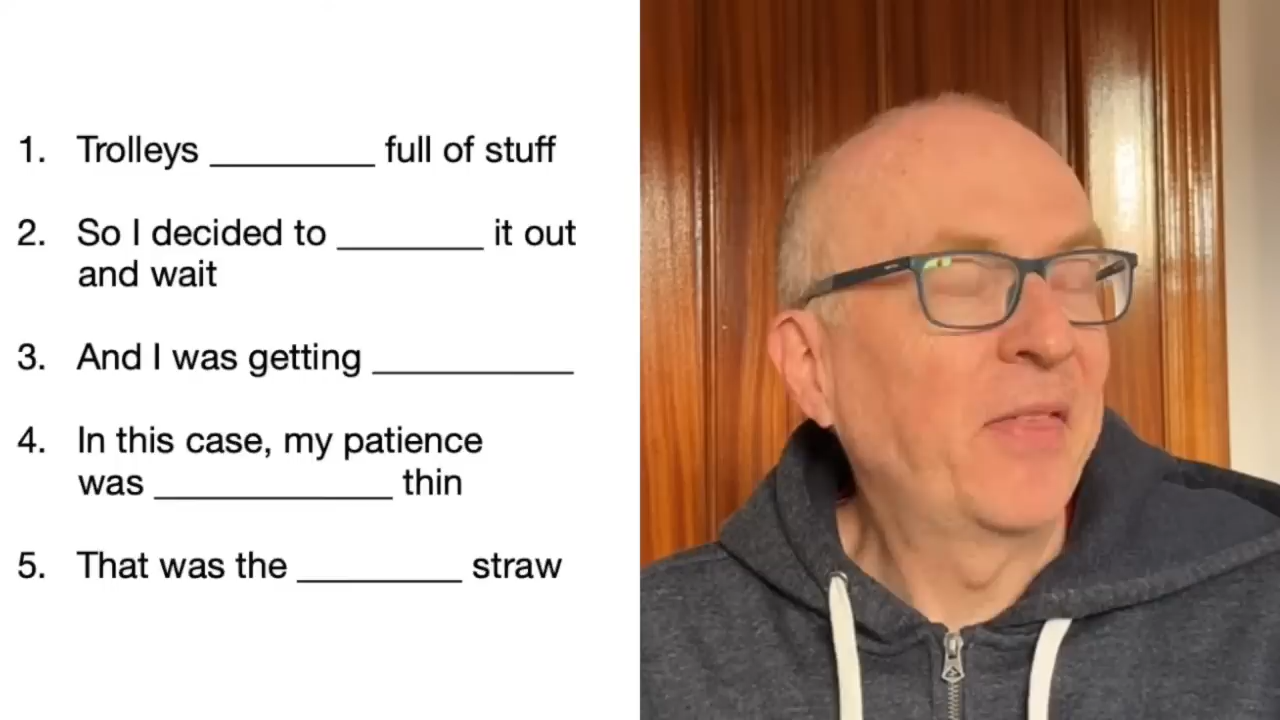 1. Trolleys _________ full of stuff
2. So I decided to ________ it out
and wait
3. And I was getting ___________
4. In this case, my patience
was _____________ thin
5. That was the _________ straw